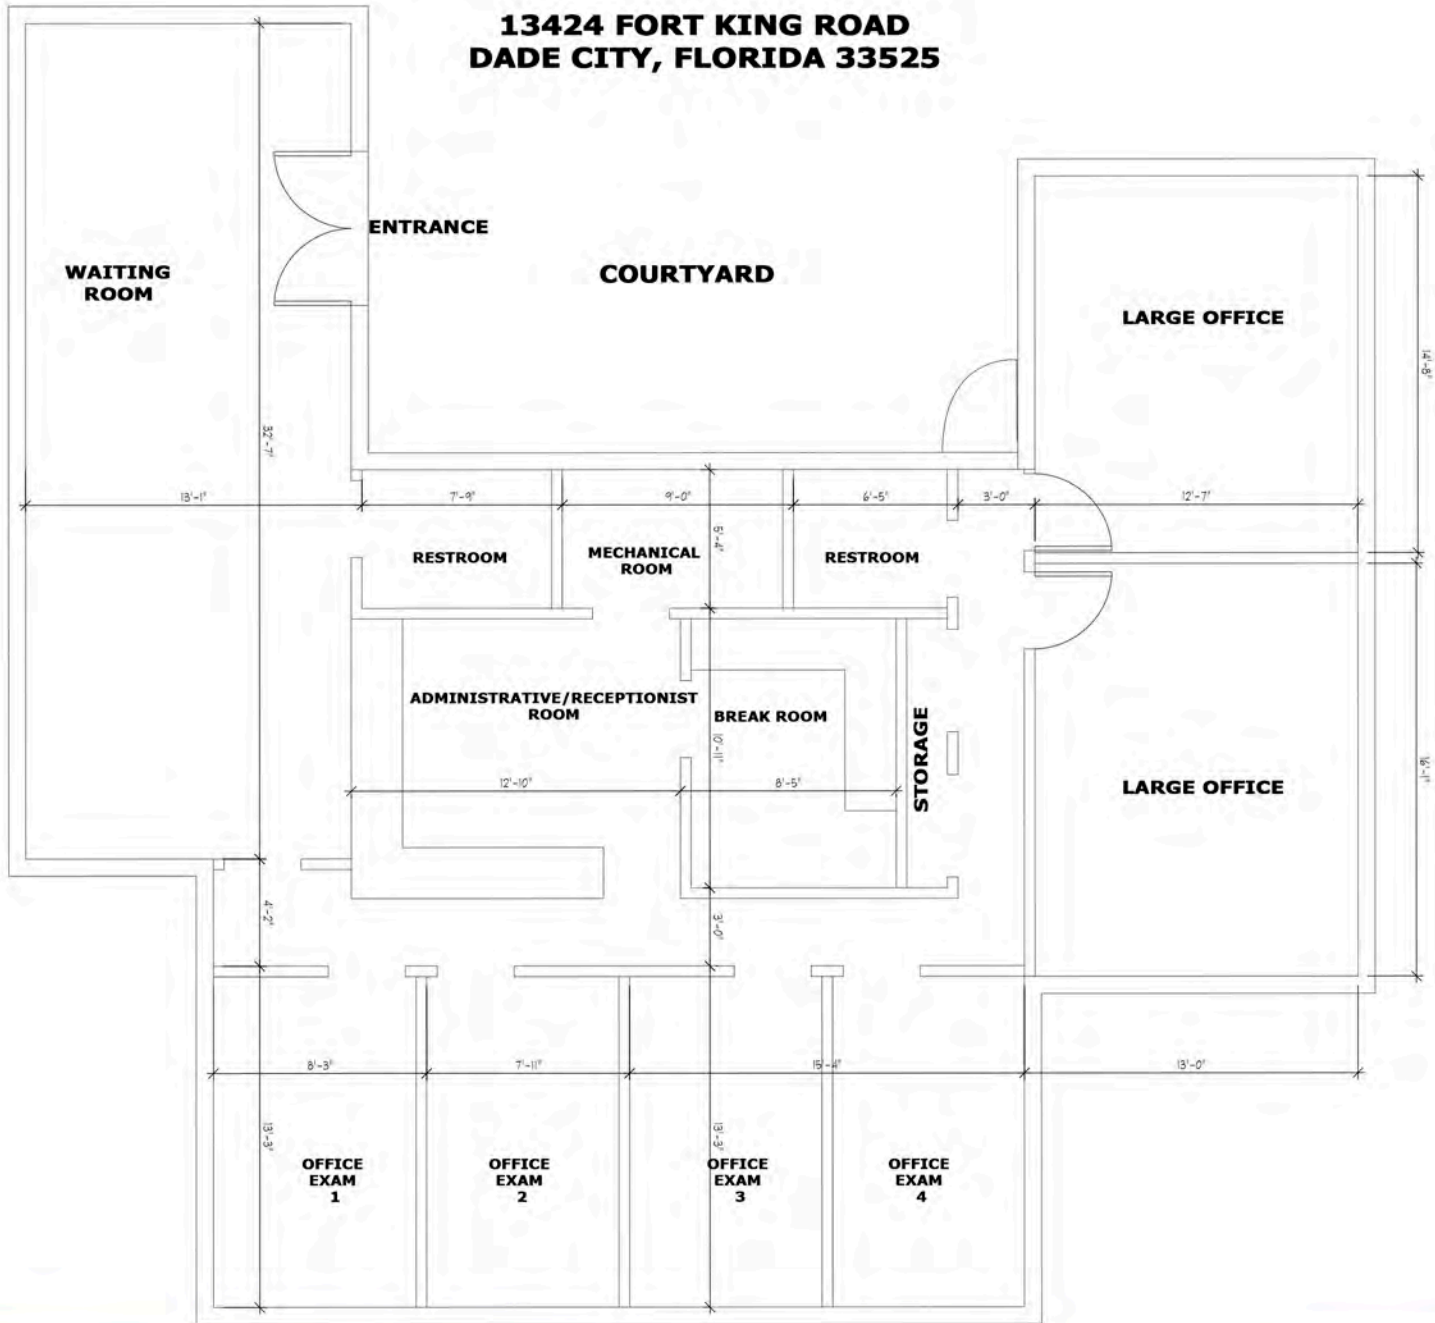 13424 FORT KING ROAD
DADE CITY, FLORIDA 33525
ENTRANCE
WAITING
ROOM
COURTYARD
LARGE OFFICE
14'-8"
32'-7"
13'-1"
7'-9"
9'-0"
6'-5"
3'-0"
12'-7"
5'-4"
RESTROOM
MECHANICAL
ROOM
RESTROOM
ADMINISTRATIVE/RECEPTIONIST
ROOM
BREAK ROOM
10'-11"
STORAGE
12'-10"
8'-5"
LARGE OFFICE
16'-1"
4'-2"
3'-0"
8'-3"
7'-11"
15'-4"
13'-0"
13'-3"
13'-3"
OFFICE
EXAM
1
OFFICE
EXAM
2
OFFICE
EXAM
3
OFFICE
EXAM
4